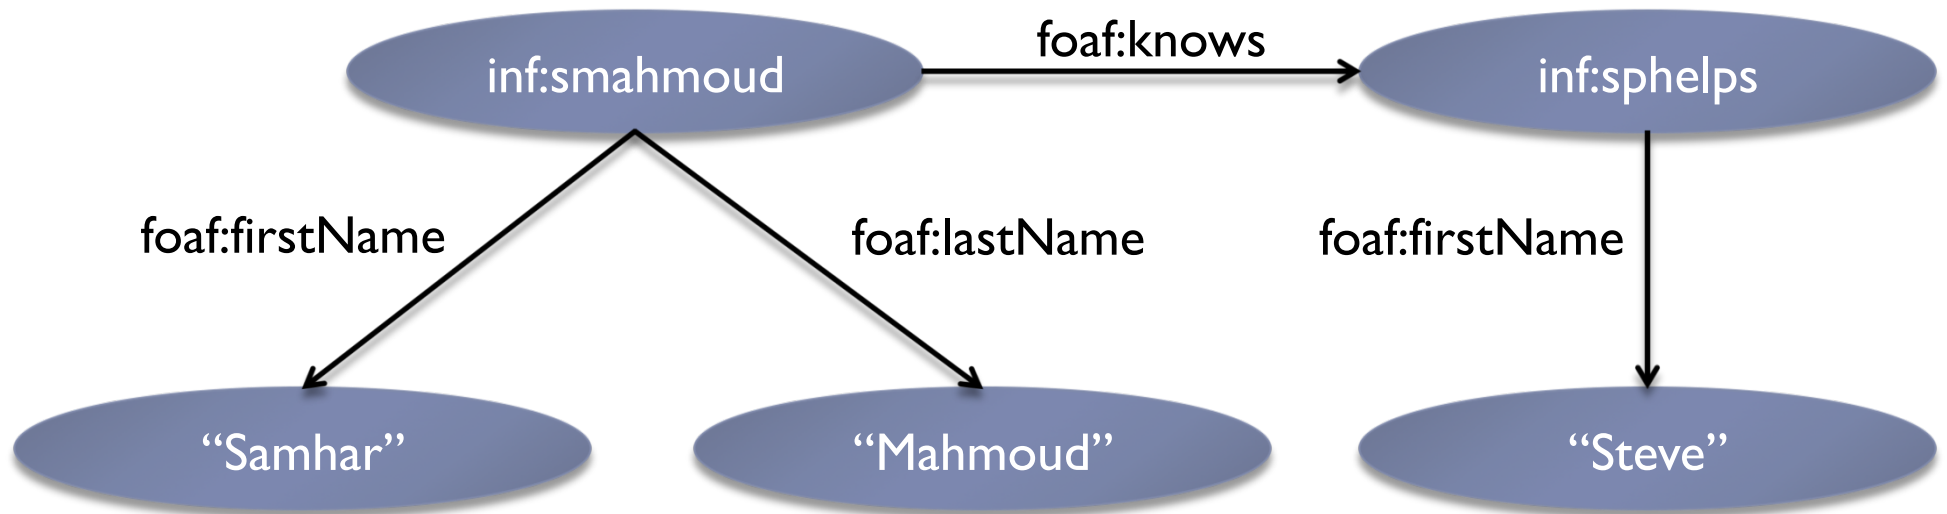 inf:smahmoud
foaf:knows
inf:sphelps
foaf:firstName
foaf:lastName
foaf:firstName
“Samhar”
“Mahmoud”
“Steve”